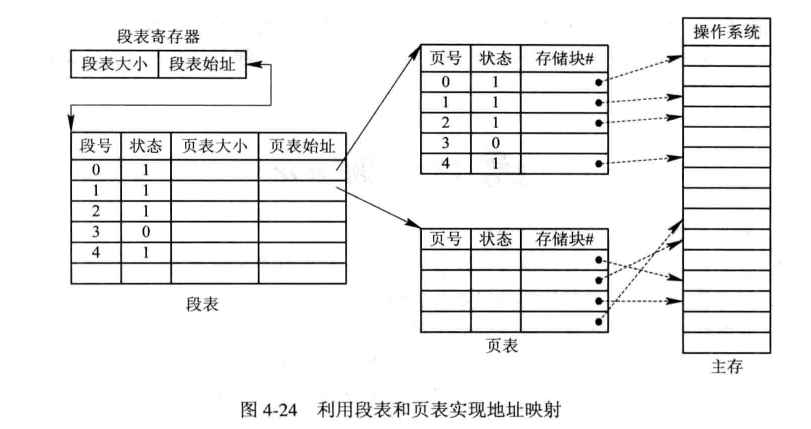 段表寄存器
段表大小 段表始址
段号 状态 页表大小 页表始址
0 1
1 1
2 1
3 0
4 1
段表
页号 状态 存储块#
0 1
1 1
2 1
3 0
4 1
页号 状态 存储块#
页表
操作系统
主存
图 4-24 利用段表和页表实现地址映射